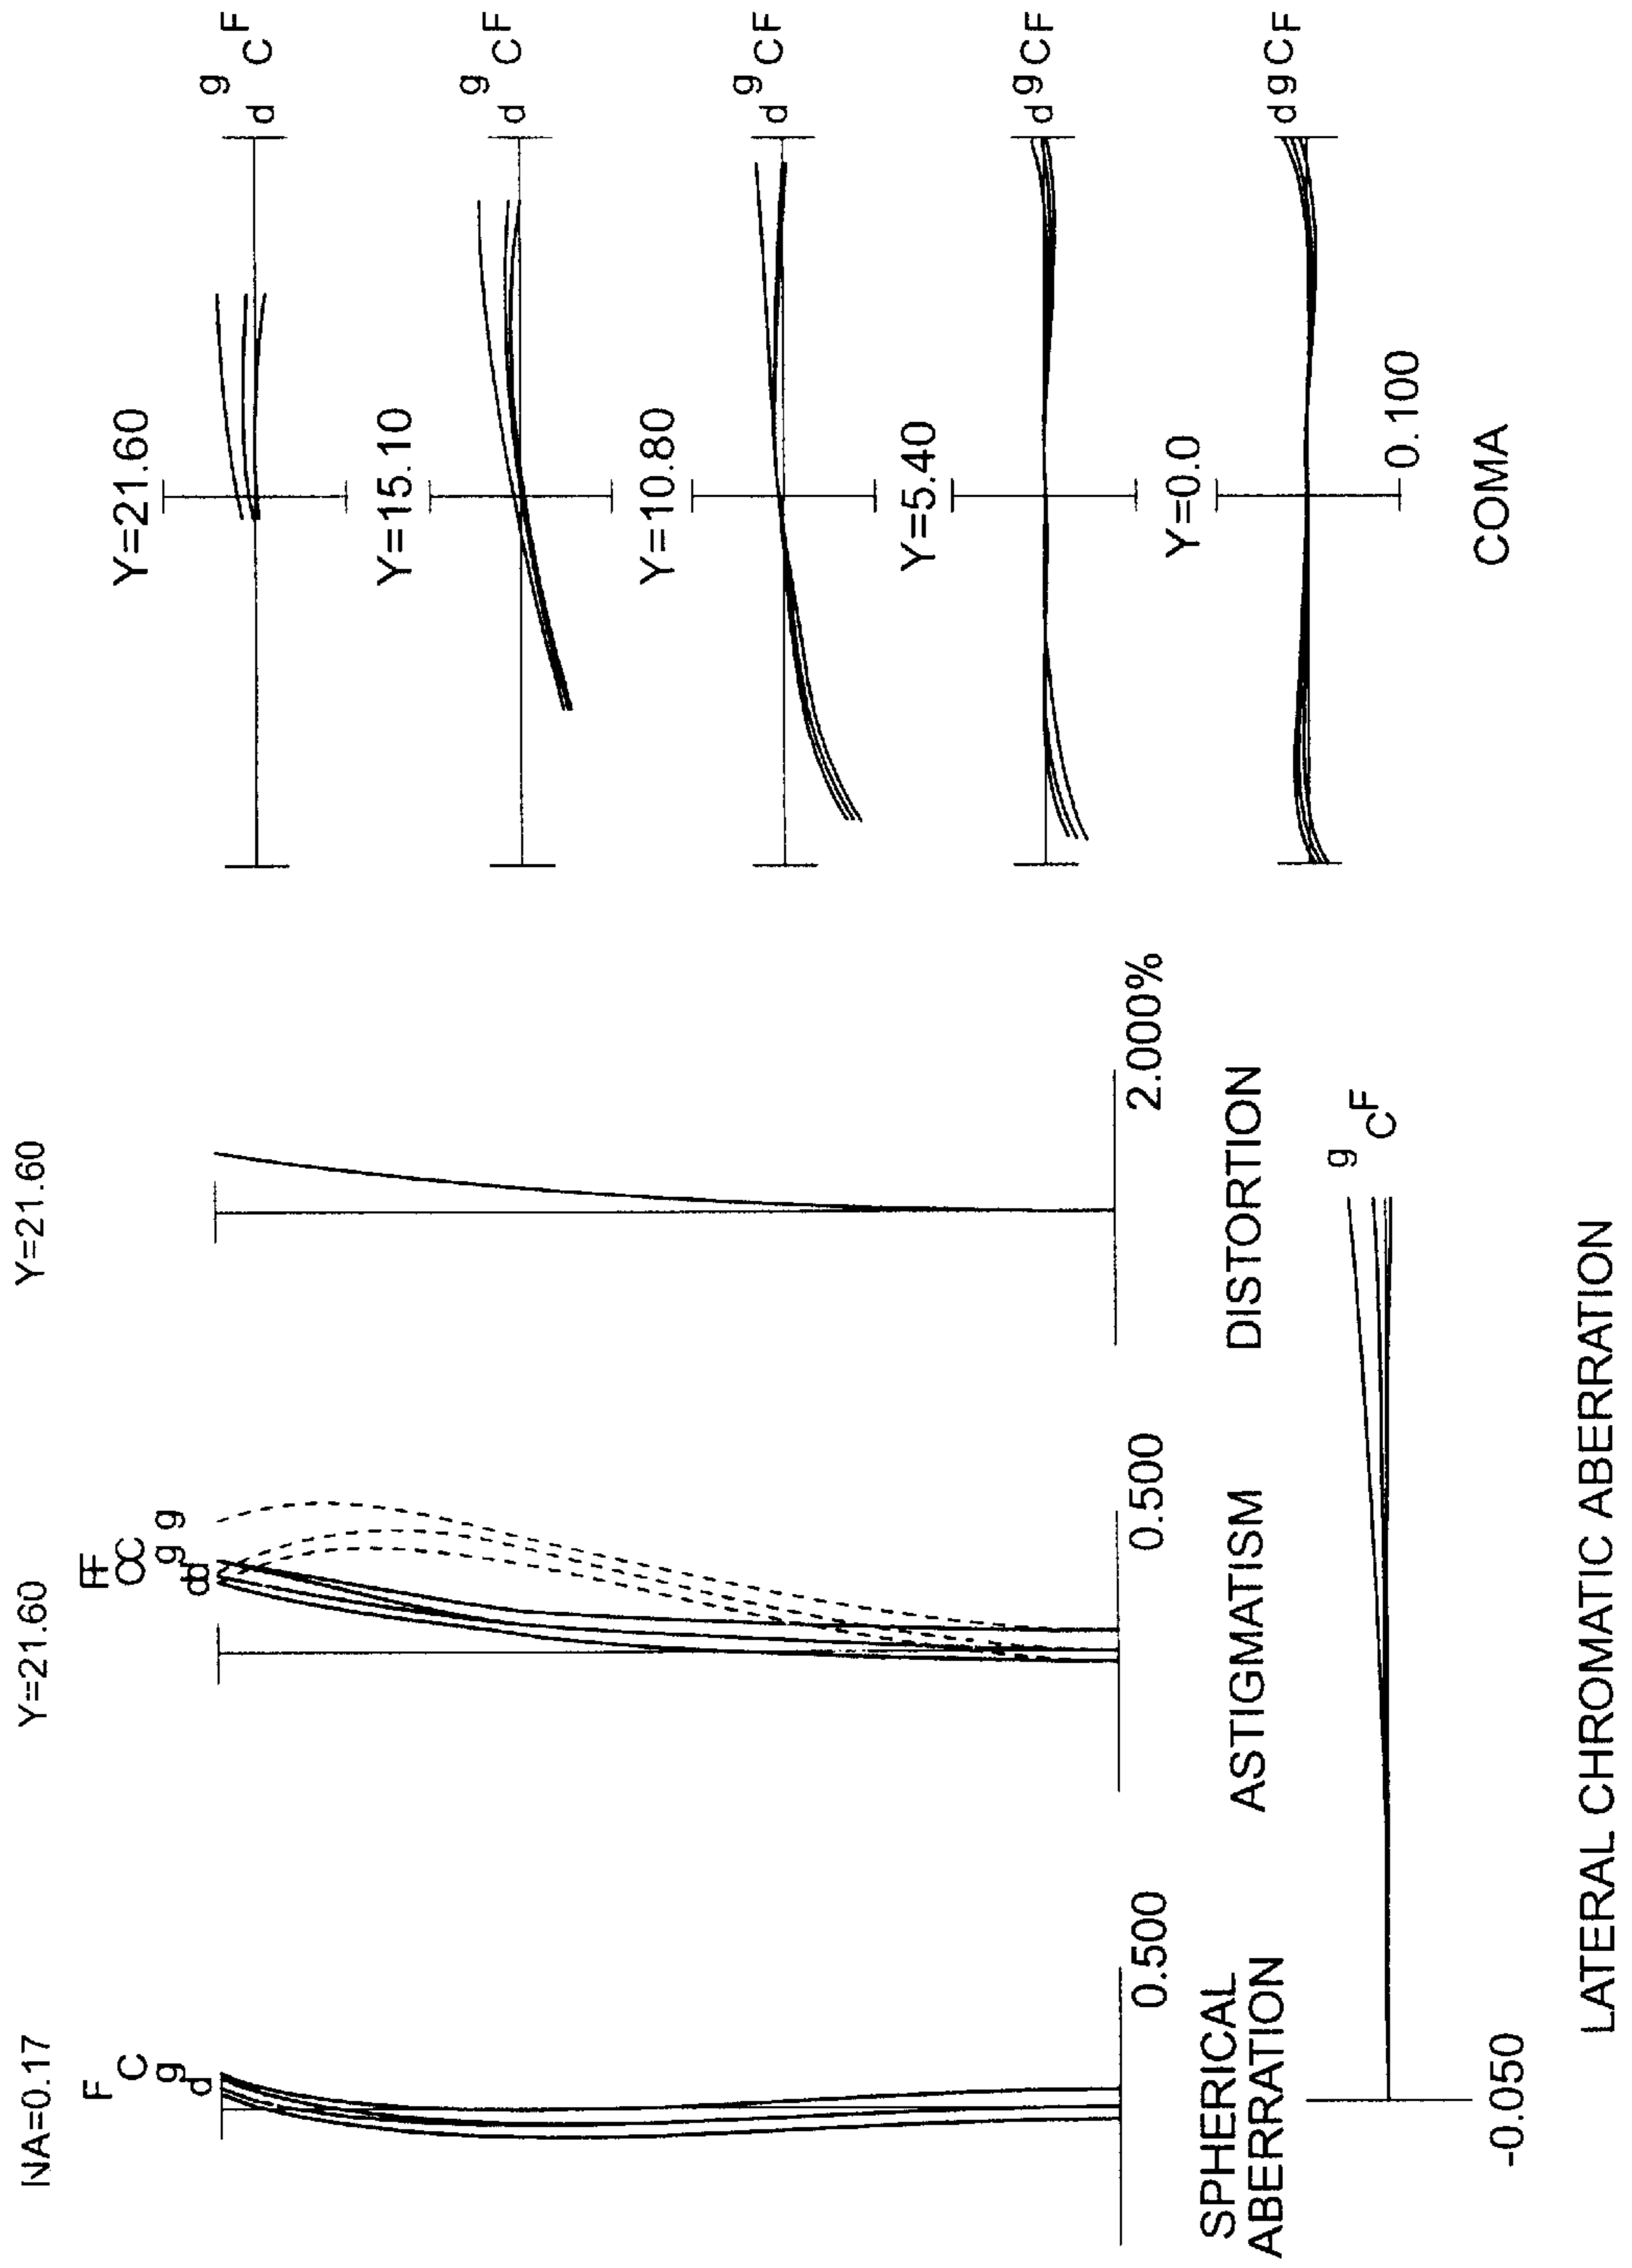 NA=0.17
F
C
g
d
0.500
SPHERICAL
ABERRATION
Y=21.60
FF
CC
g g
dd
0.500
ASTIGMATISM
Y=21.60
2.000%
DISTORTION
Y=21.60
d g C F
Y=15.10
d g C F
Y=10.80
d g C F
Y=5.40
d g C F
Y=0.0
d g C F
0.100
COMA
g
C F
-0.050
LATERAL CHROMATIC ABERRATION